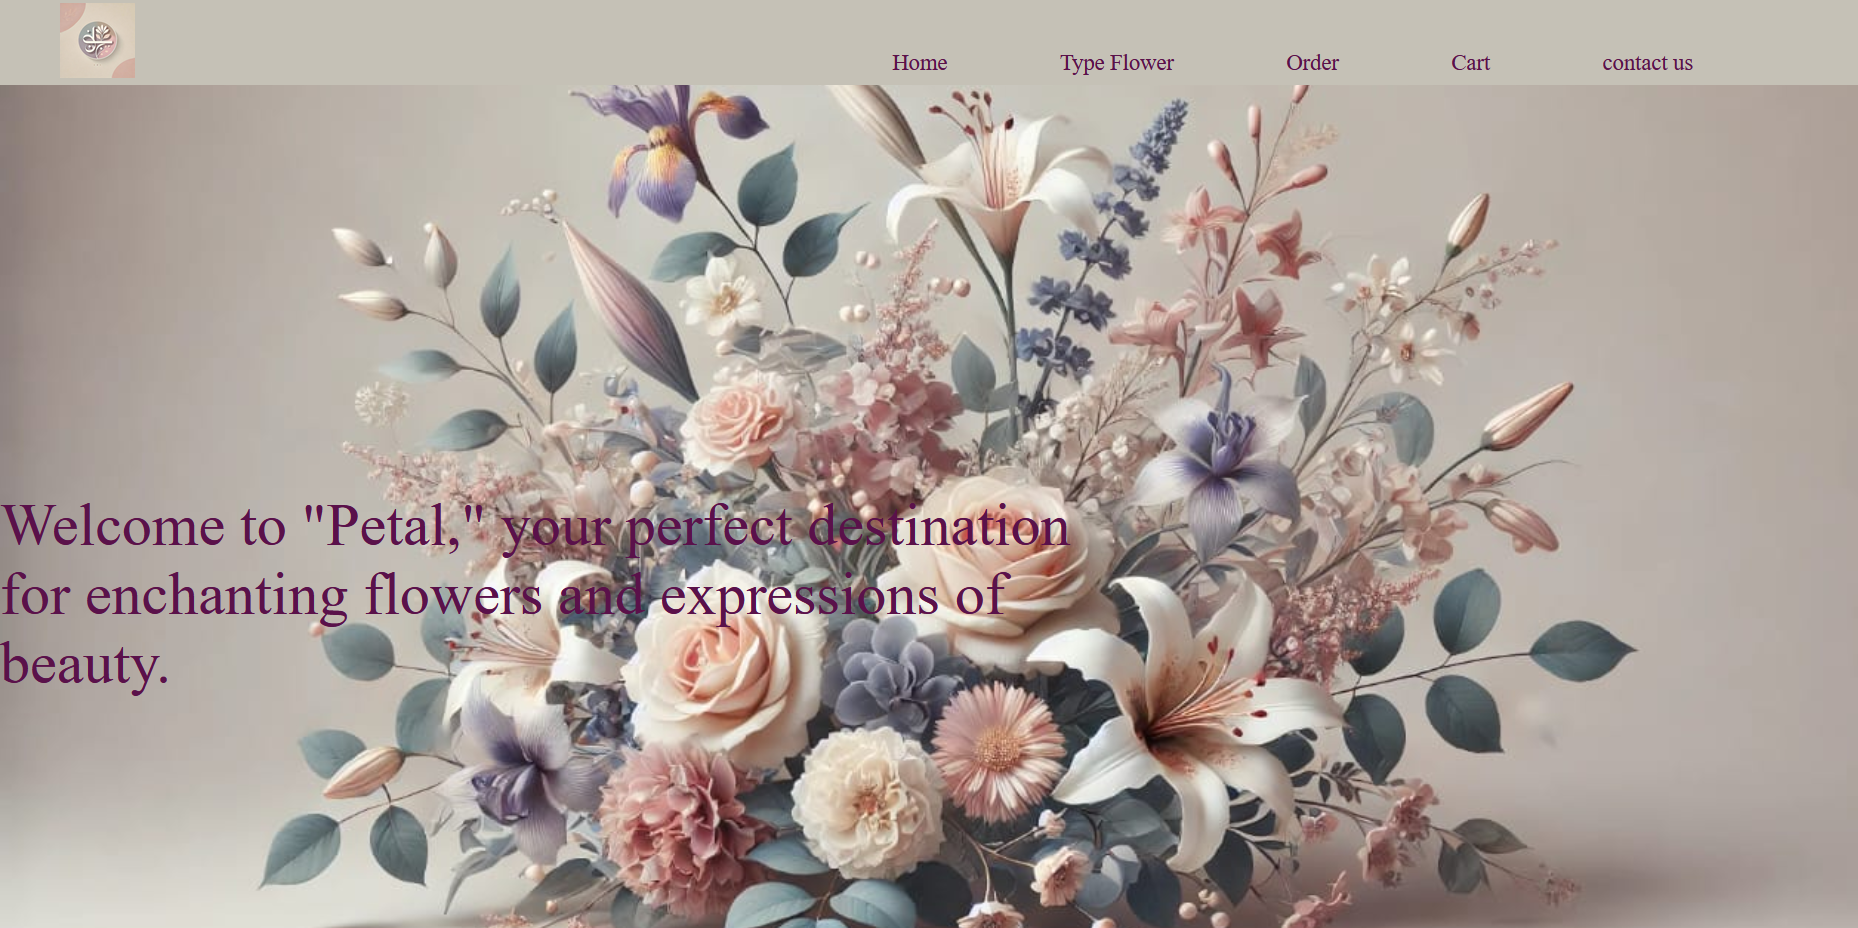 Home
Type Flower
Order
Cart
contact us
Welcome to "Petal," your perfect destination
for enchanting flowers and expressions of
beauty.